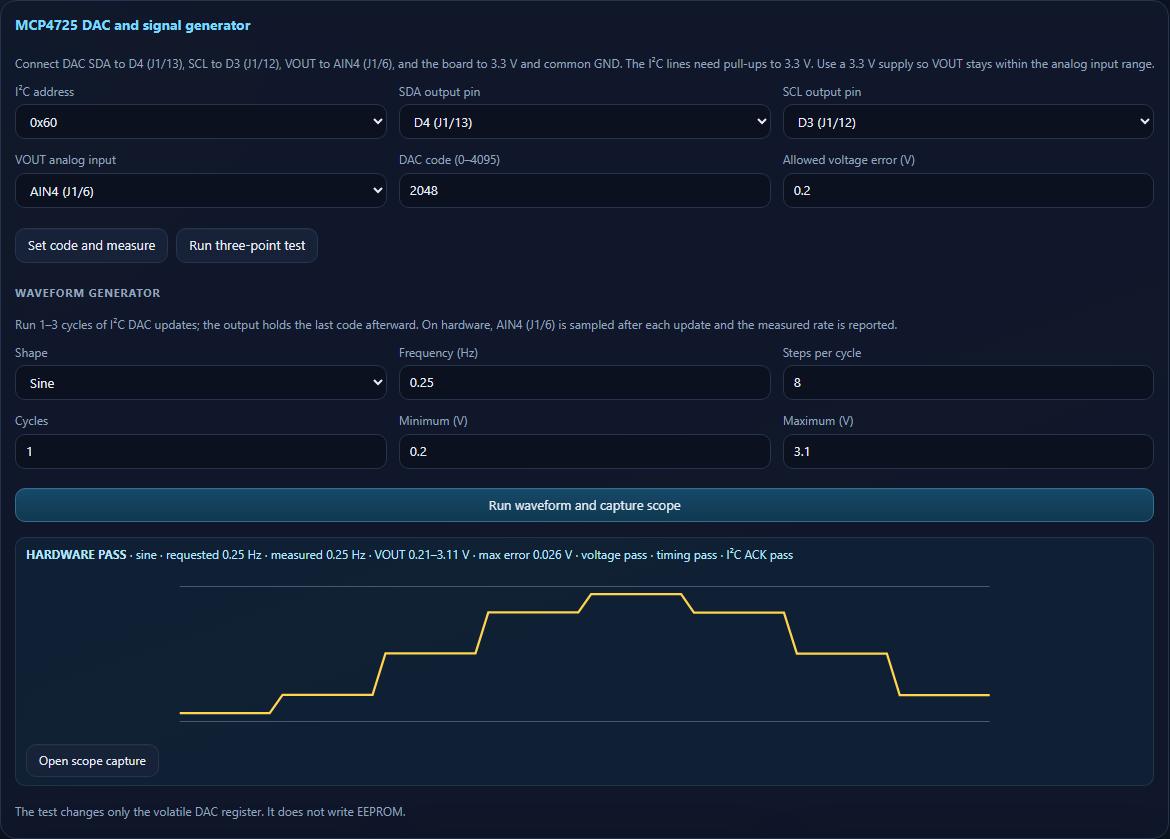 MCP4725 DAC and signal generator
Connect DAC SDA to D4 (J1/13), SCL to D3 (J1/12), VOUT to AIN4 (J1/6), and the board to 3.3 V and common GND. The I²C lines need pull-ups to 3.3 V. Use a 3.3 V supply so VOUT stays within the analog input range.
I²C address SDA output pin SCL output pin
0x60 D4 (J1/13) D3 (J1/12)
VOUT analog input DAC code (0–4095) Allowed voltage error (V)
AIN4 (J1/6) 2048 0.2
Set code and measure Run three-point test
WAVEFORM GENERATOR
Run 1–3 cycles of I²C DAC updates; the output holds the last code afterward. On hardware, AIN4 (J1/6) is sampled after each update and the measured rate is reported.
Shape Frequency (Hz) Steps per cycle
Sine 0.25 8
Cycles Minimum (V) Maximum (V)
1 0.2 3.1
Run waveform and capture scope
HARDWARE PASS · sine · requested 0.25 Hz · measured 0.25 Hz · VOUT 0.21–3.11 V · max error 0.026 V · voltage pass · timing pass · I²C ACK pass
Open scope capture
The test changes only the volatile DAC register. It does not write EEPROM.